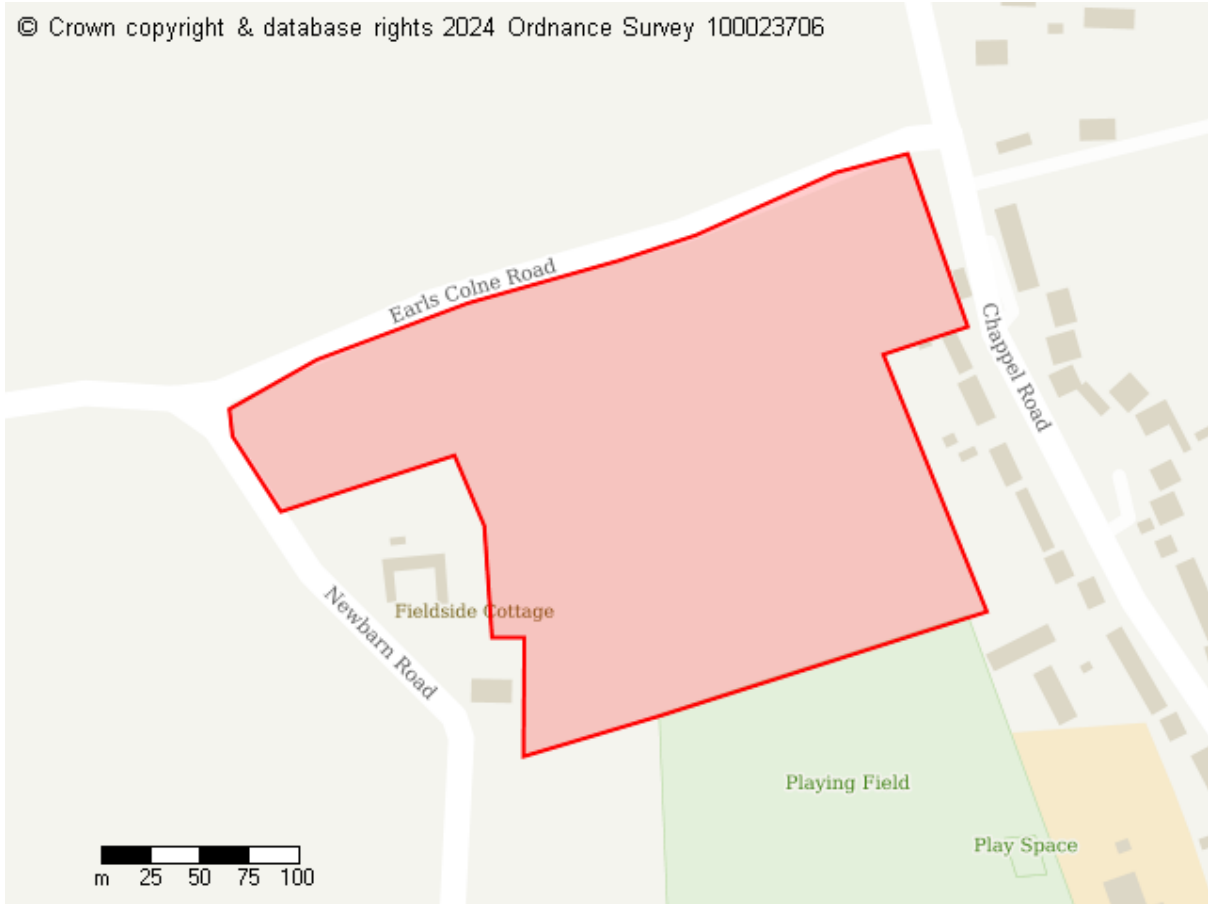 © Crown copyright & database rights 2024 Ordnance Survey 100023706
Earls Colne Road
Chappel Road
Fieldside Cottage
Newbarn Road
Playing Field
Play Space
m 25 50 75 100